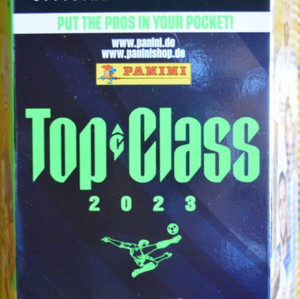 PUT THE PROS IN YOUR POCKET!
www.panini.de
www.paninishop.de
PANINI
Top Class
2023